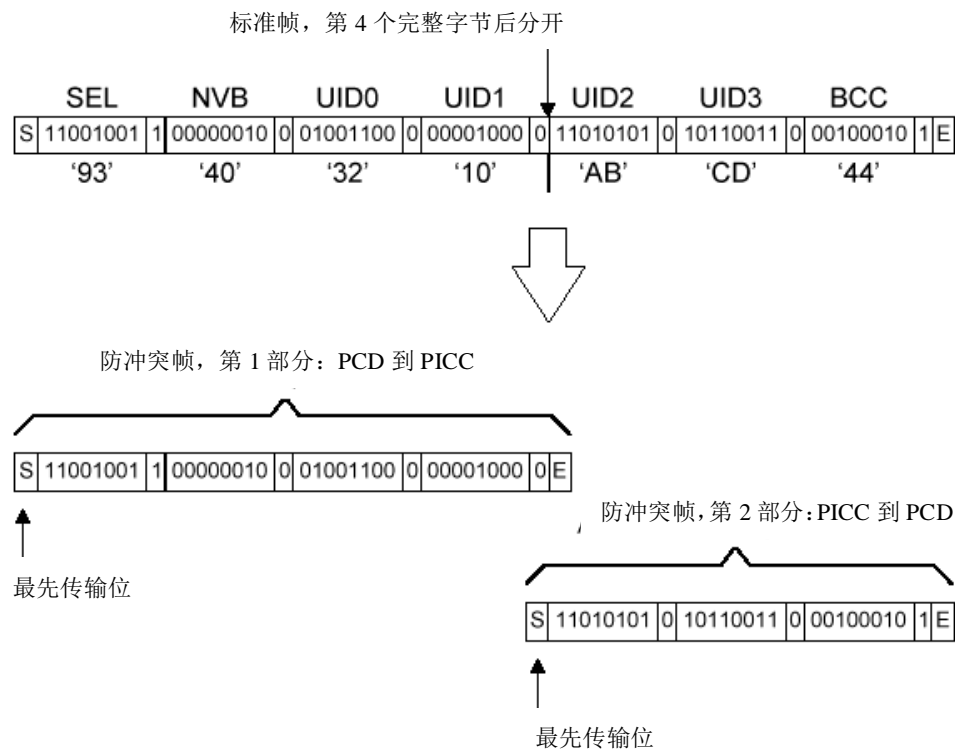 标准帧，第 4 个完整字节后分开
SEL NVB UID0 UID1 UID2 UID3 BCC
S 11001001 1 00000010 0 01001100 0 00001000 0 11010101 0 10110011 0 00100010 1 E
‘93’ ‘40’ ‘32’ ‘10’ ‘AB’ ‘CD’ ‘44’
防冲突帧，第 1 部分：PCD 到 PICC
S 11001001 1 00000010 0 01001100 0 00001000 0 E
最先传输位
防冲突帧，第 2 部分：PICC 到 PCD
S 11010101 0 10110011 0 00100010 1 E
最先传输位